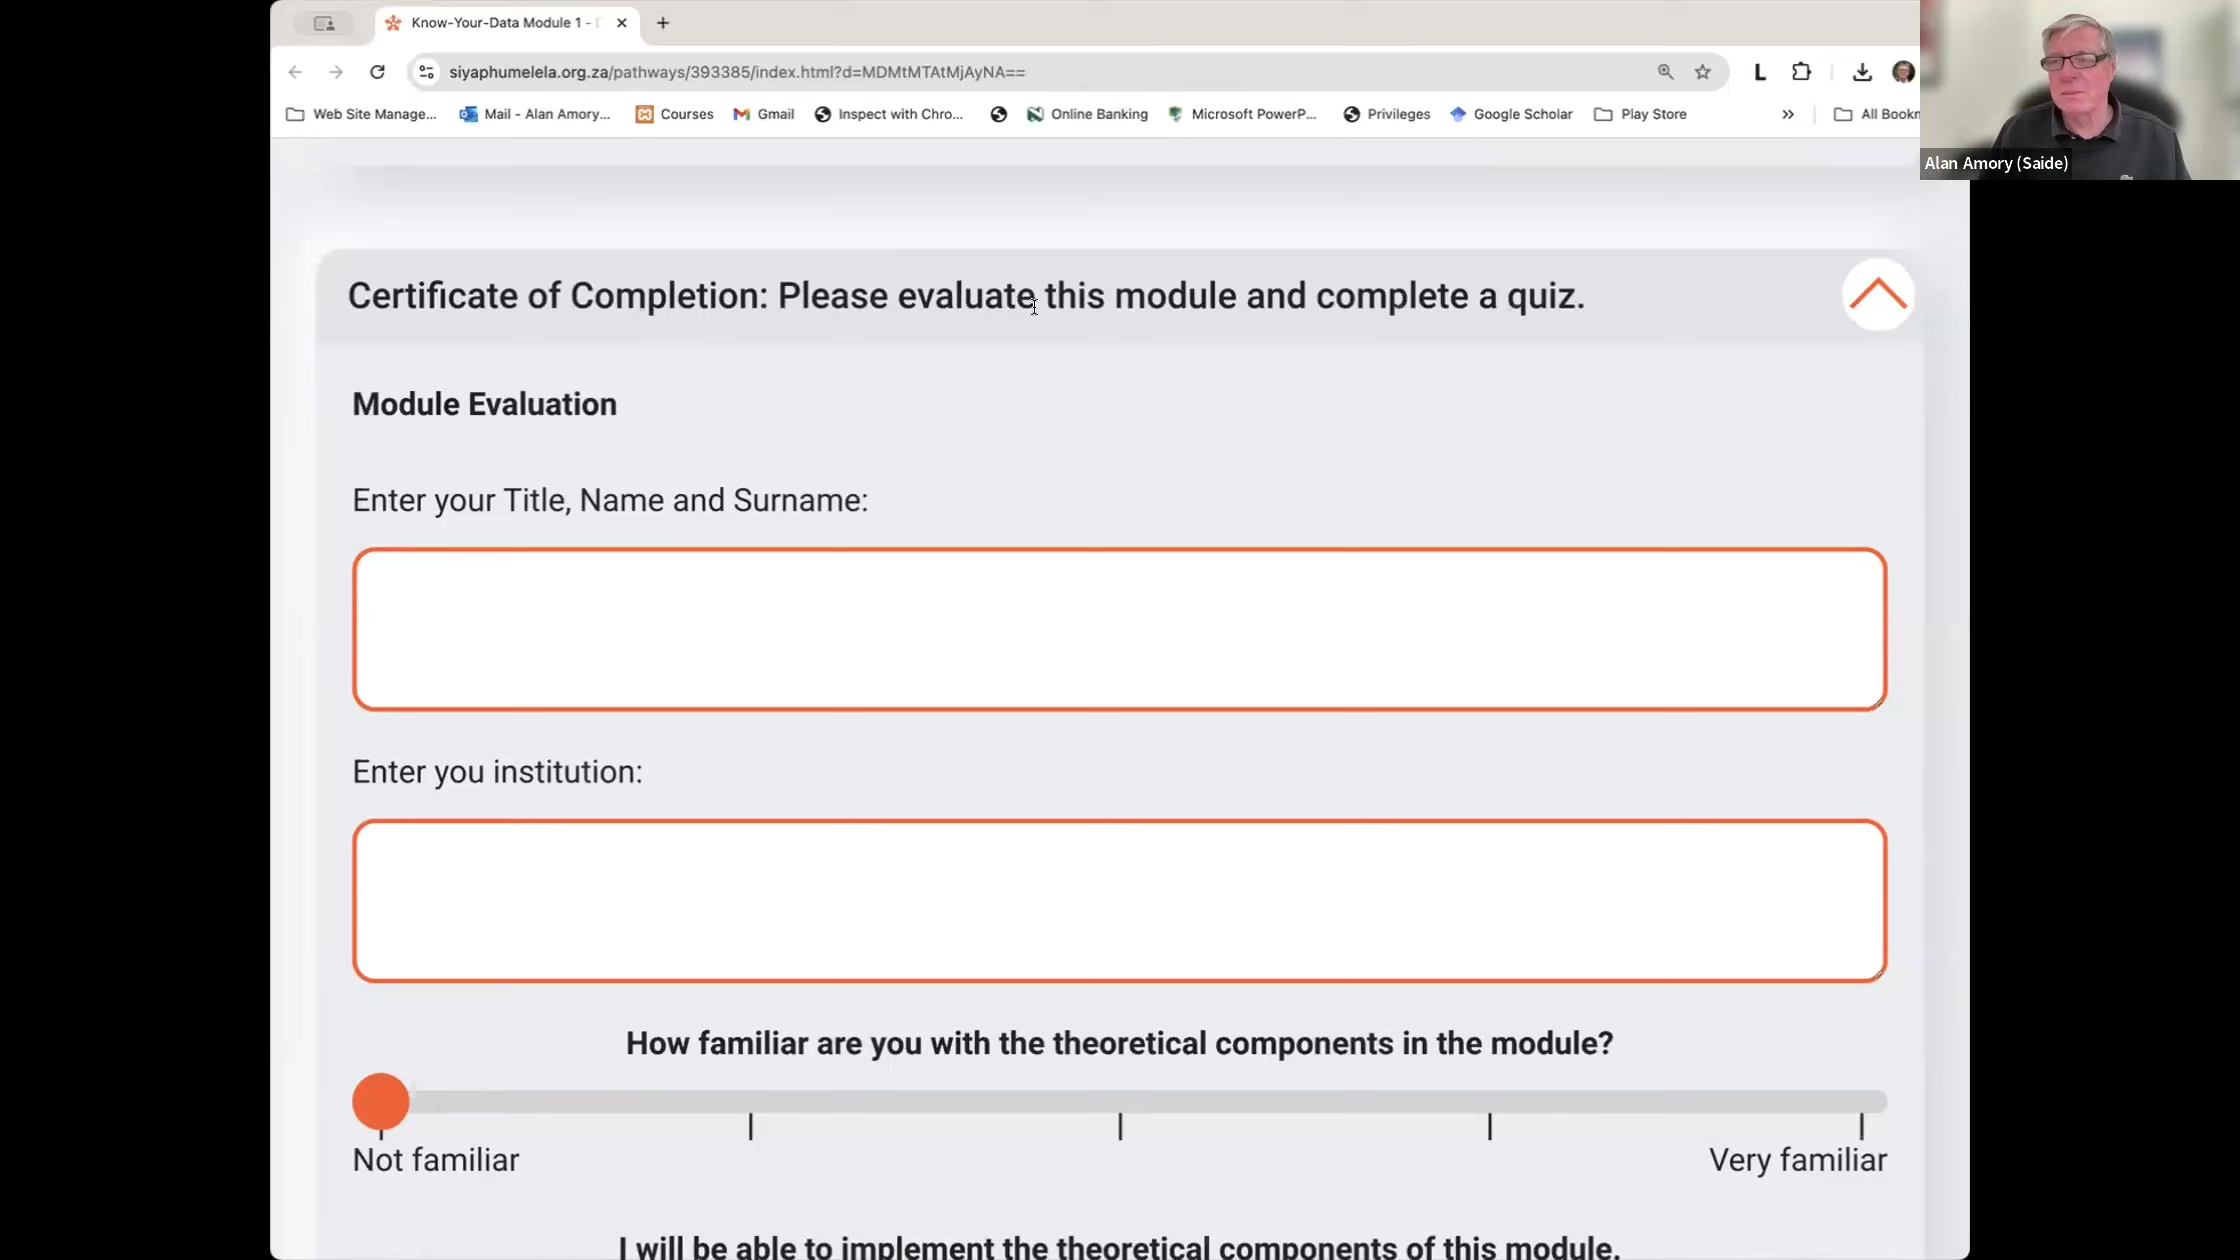 Know-Your-Data Module 1 -
siyaphumelela.org.za/pathways/393385/index.html?d=MDMtMTAtMjAyNA==
L
Web Site Manage...
Mail - Alan Amory...
Courses
Gmail
Inspect with Chro...
Online Banking
Microsoft PowerP...
Privileges
Google Scholar
Play Store
All Bookn
Alan Amory (Saide)
Certificate of Completion: Please evaluate this module and complete a quiz.
Module Evaluation
Enter your Title, Name and Surname:
Enter you institution:
How familiar are you with the theoretical components in the module?
Not familiar
Very familiar
I will be able to implement the theoretical components of this module.